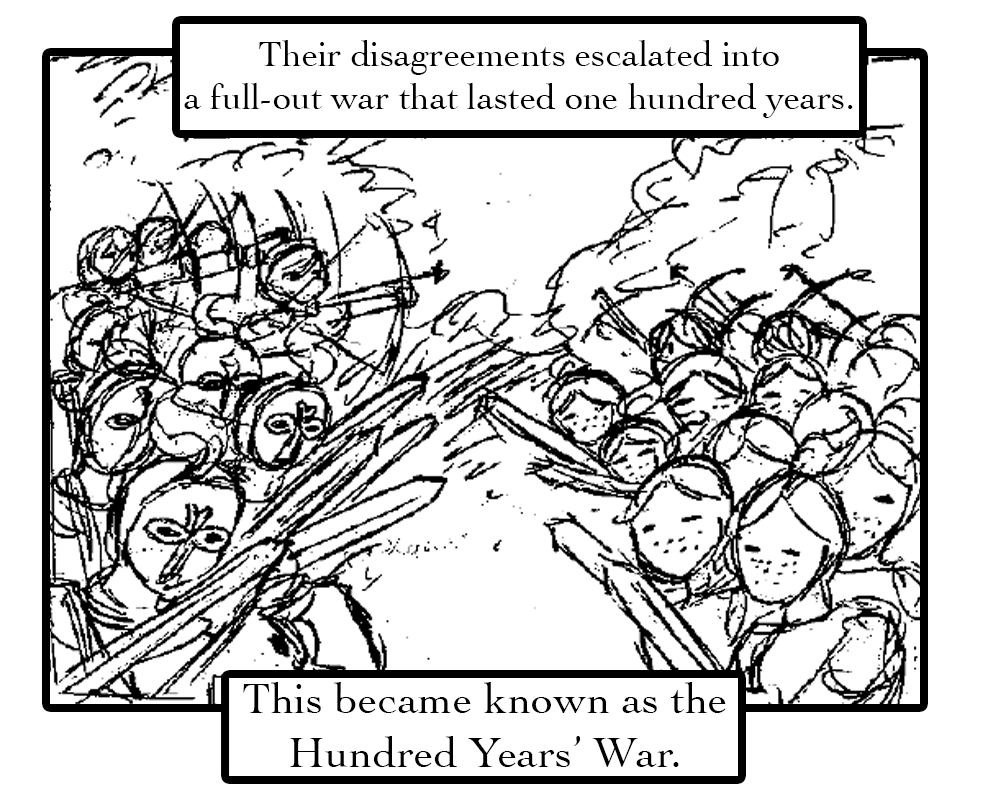 Their disagreements escalated into
a full-out war that lasted one hundred years.
This became known as the
Hundred Years’ War.